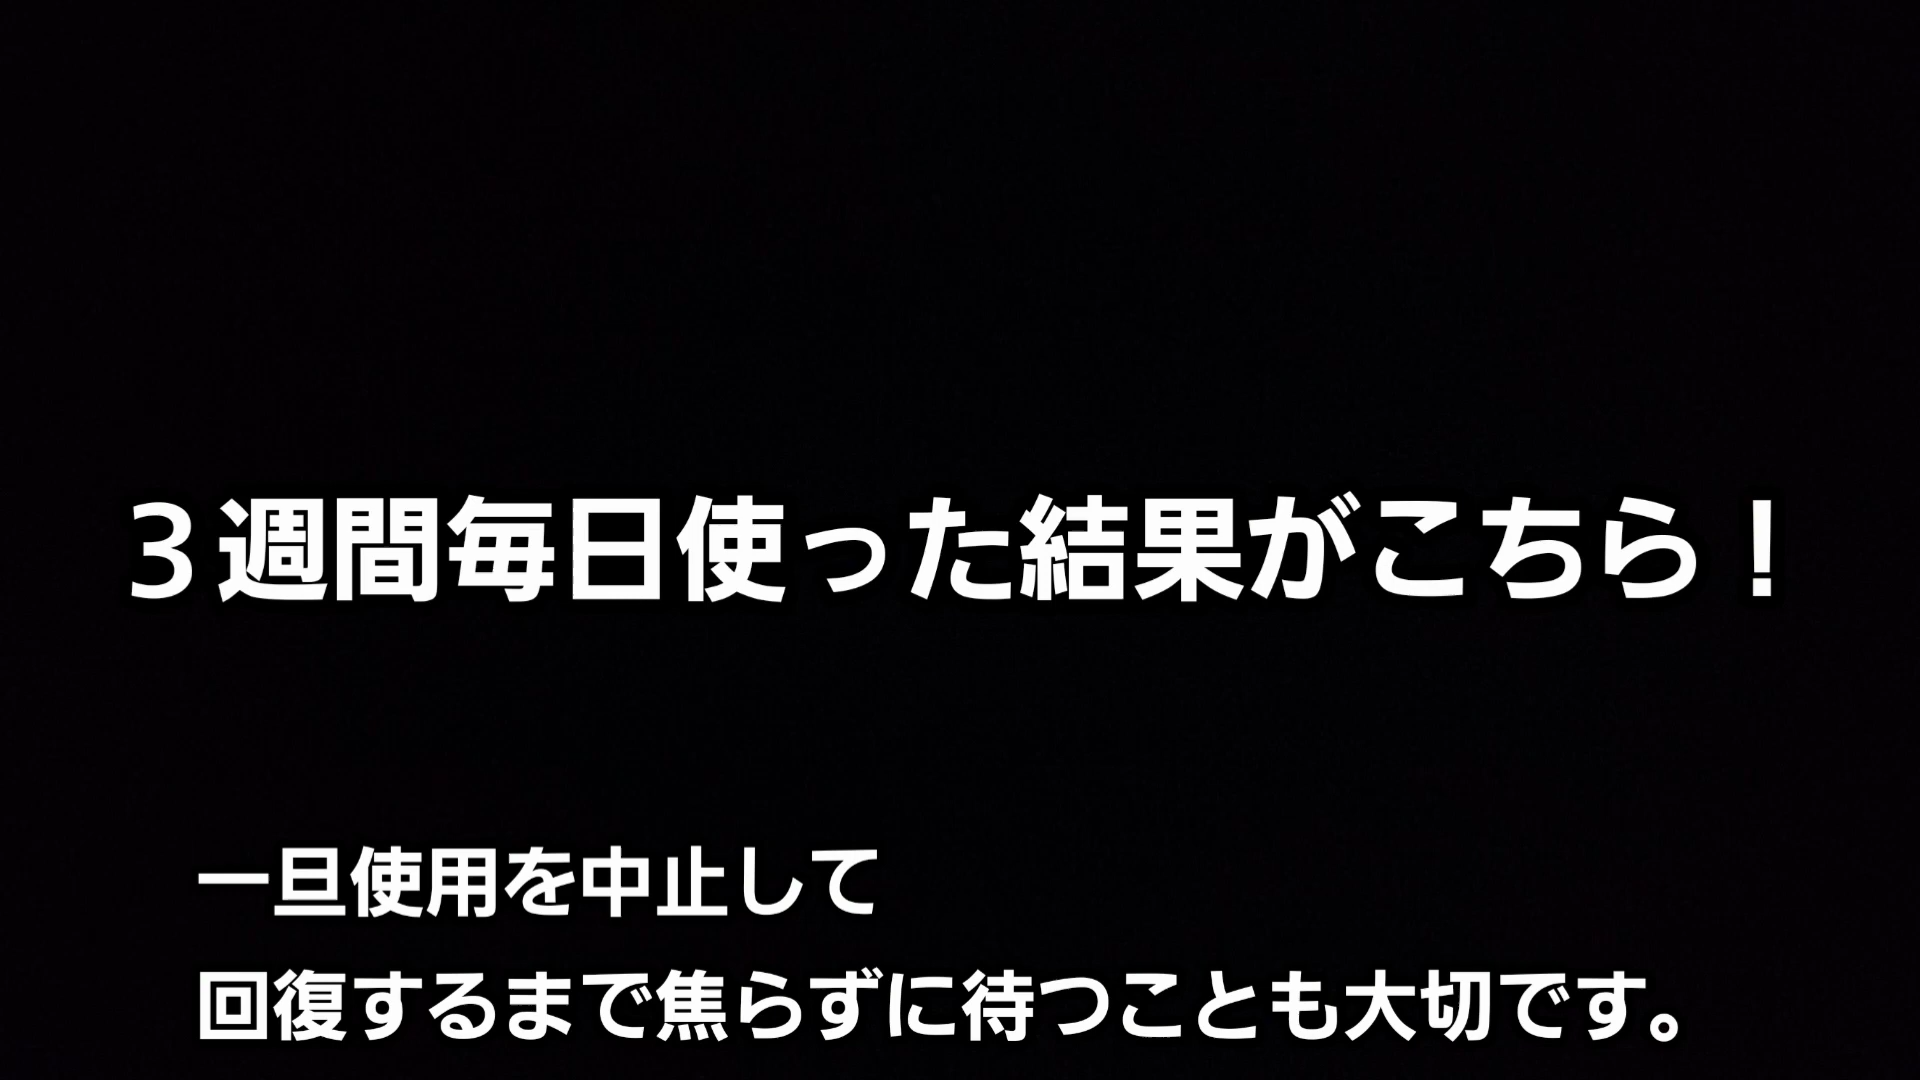 ３週間毎日使った結果がこちら！
一旦使用を中止して
回復するまで焦らずに待つことも大切です。